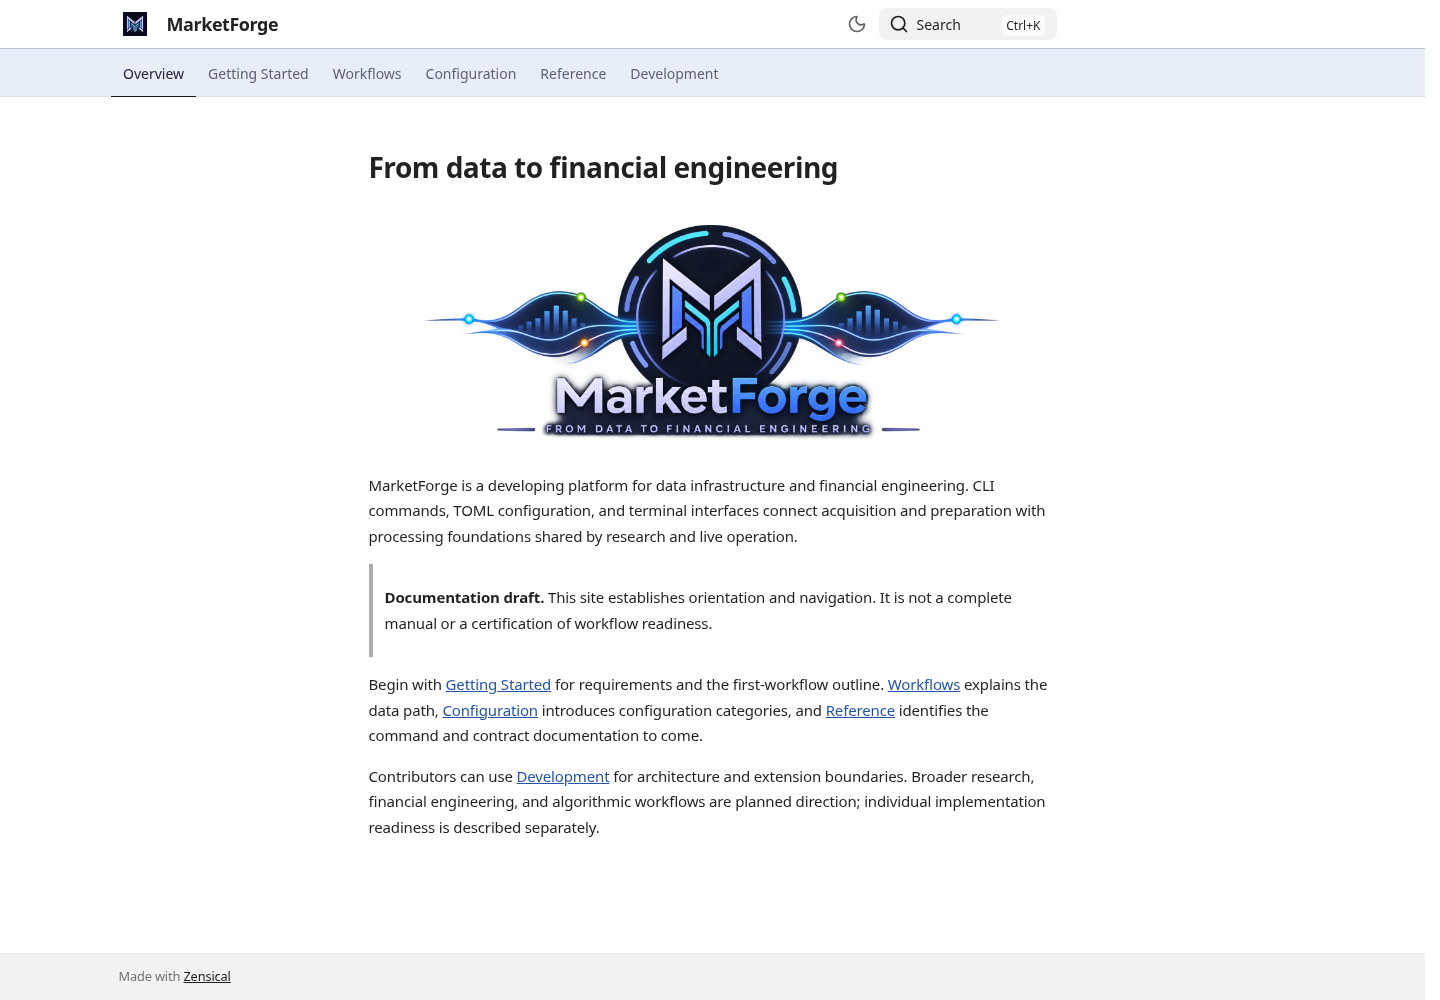 MarketForge
Search
Ctrl+K
Overview
Getting Started
Workflows
Configuration
Reference
Development
From data to financial engineering
MarketForge
FROM DATA TO FINANCIAL ENGINEERING
MarketForge is a developing platform for data infrastructure and financial engineering. CLI
commands, TOML configuration, and terminal interfaces connect acquisition and preparation with
processing foundations shared by research and live operation.
Documentation draft. This site establishes orientation and navigation. It is not a complete
manual or a certification of workflow readiness.
Begin with Getting Started for requirements and the first-workflow outline. Workflows explains the
data path, Configuration introduces configuration categories, and Reference identifies the
command and contract documentation to come.
Contributors can use Development for architecture and extension boundaries. Broader research,
financial engineering, and algorithmic workflows are planned direction; individual implementation
readiness is described separately.
Made with Zensical